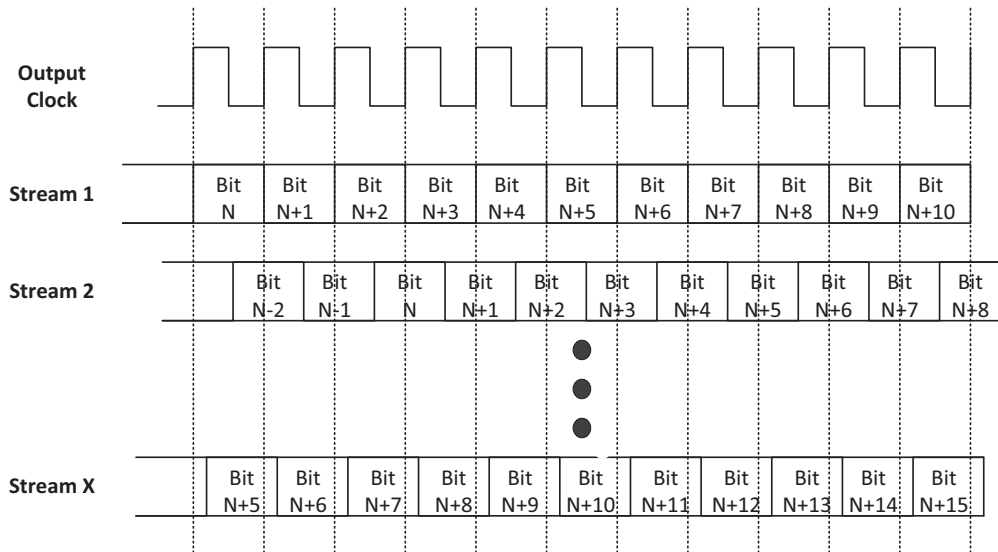 Output
Clock
Stream 1
Bit Bit Bit Bit Bit Bit Bit Bit Bit Bit Bit
N N+1 N+2 N+3 N+4 N+5 N+6 N+7 N+8 N+9 N+10
Stream 2
Bit Bit Bit Bit Bit Bit Bit Bit Bit Bit Bit
N-2 N-1 N N+1 N+2 N+3 N+4 N+5 N+6 N+7 N+8
Stream X
Bit Bit Bit Bit Bit Bit Bit Bit Bit Bit Bit
N+5 N+6 N+7 N+8 N+9 N+10 N+11 N+12 N+13 N+14 N+15